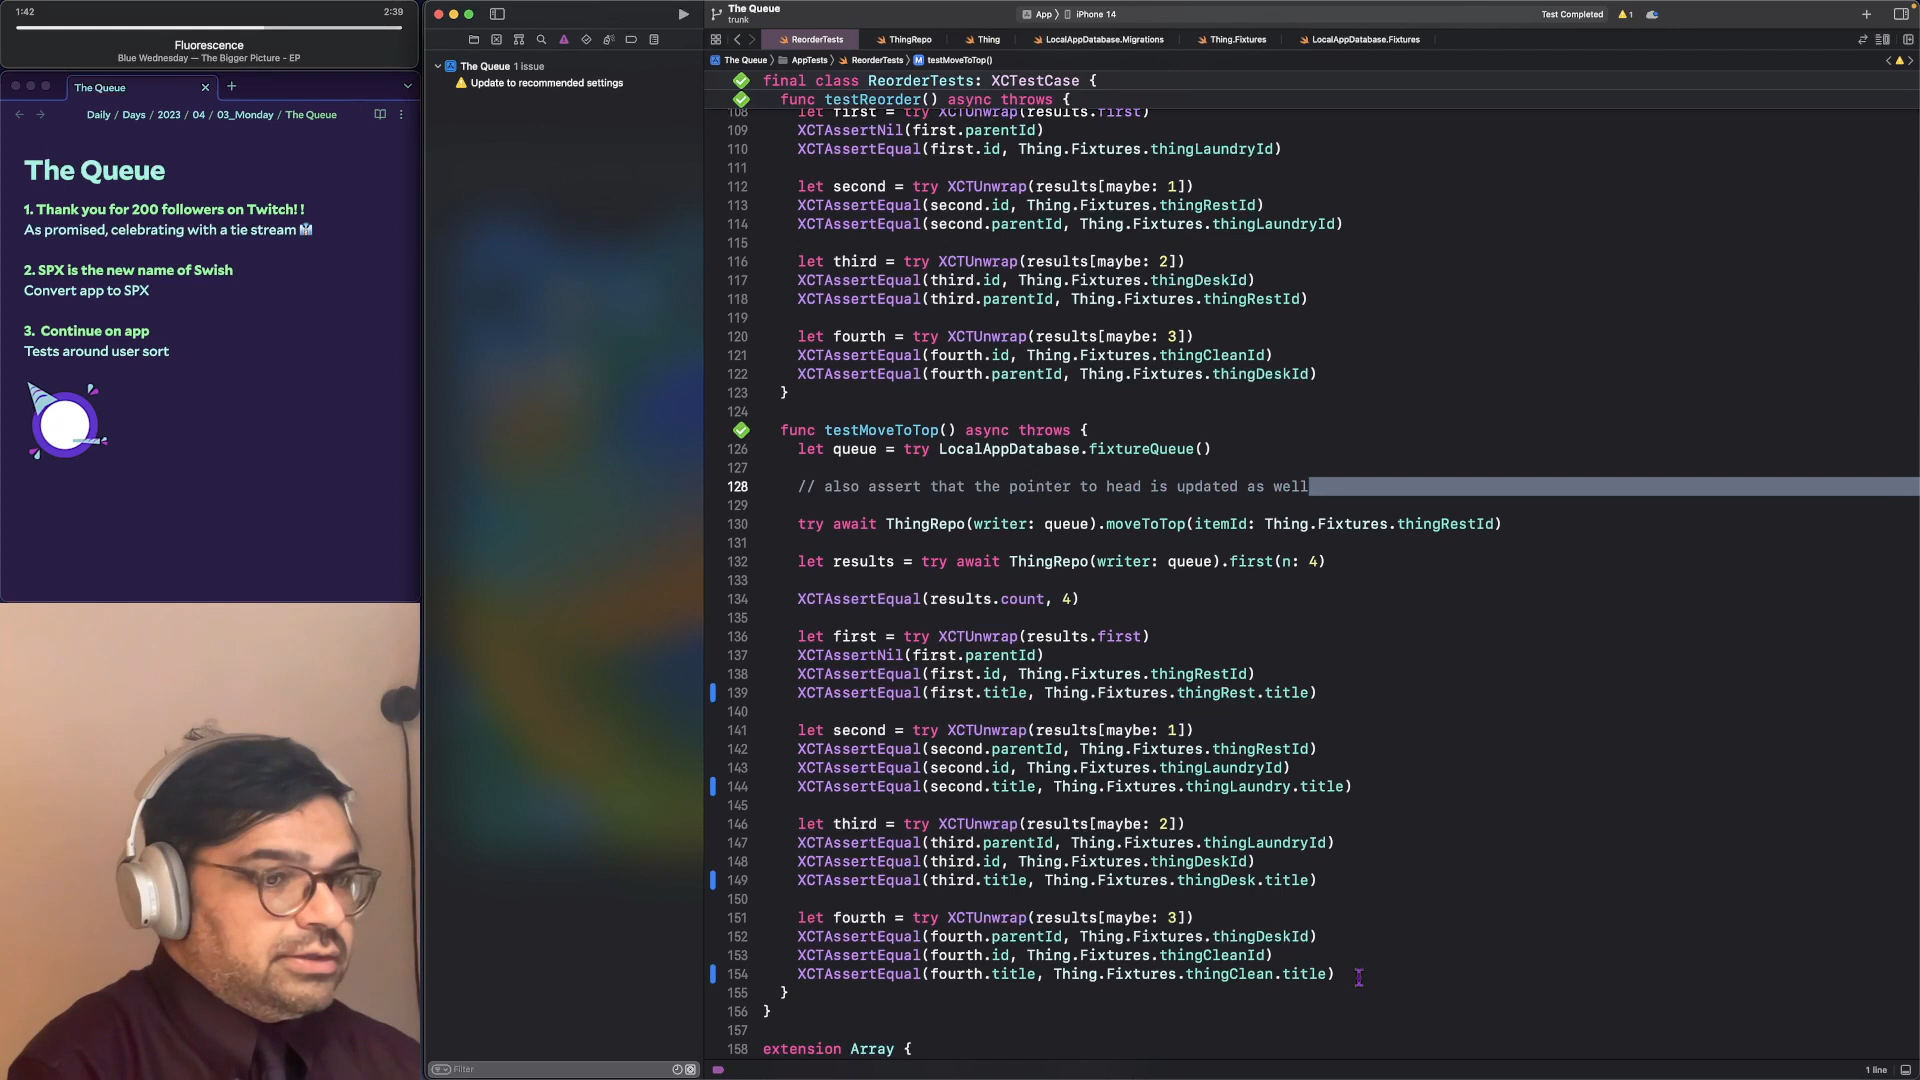 1:42
2:39
Fluorescence
Blue Wednesday — The Bigger Picture - EP
The Queue
Daily / Days / 2023 / 04 / 03_Monday / The Queue
The Queue
1. Thank you for 200 followers on Twitch! !
As promised, celebrating with a tie stream 👔
2. SPX is the new name of Swish
Convert app to SPX
3. Continue on app
Tests around user sort
The Queue 1 issue
Update to recommended settings
Filter
The Queue
trunk
App 〉 iPhone 14
Test Completed
1
ReorderTests
ThingRepo
Thing
LocalAppDatabase.Migrations
Thing.Fixtures
LocalAppDatabase.Fixtures
The Queue 〉 AppTests 〉 ReorderTests 〉 M testMoveToTop()
final class ReorderTests: XCTestCase {
func testReorder() async throws {
108 let first = try XCTUnwrap(results.first)
109 XCTAssertNil(first.parentId)
110 XCTAssertEqual(first.id, Thing.Fixtures.thingLaundryId)
111
112 let second = try XCTUnwrap(results[maybe: 1])
113 XCTAssertEqual(second.id, Thing.Fixtures.thingRestId)
114 XCTAssertEqual(second.parentId, Thing.Fixtures.thingLaundryId)
115
116 let third = try XCTUnwrap(results[maybe: 2])
117 XCTAssertEqual(third.id, Thing.Fixtures.thingDeskId)
118 XCTAssertEqual(third.parentId, Thing.Fixtures.thingRestId)
119
120 let fourth = try XCTUnwrap(results[maybe: 3])
121 XCTAssertEqual(fourth.id, Thing.Fixtures.thingCleanId)
122 XCTAssertEqual(fourth.parentId, Thing.Fixtures.thingDeskId)
123 }
124
func testMoveToTop() async throws {
126 let queue = try LocalAppDatabase.fixtureQueue()
127
128 // also assert that the pointer to head is updated as well
129
130 try await ThingRepo(writer: queue).moveToTop(itemId: Thing.Fixtures.thingRestId)
131
132 let results = try await ThingRepo(writer: queue).first(n: 4)
133
134 XCTAssertEqual(results.count, 4)
135
136 let first = try XCTUnwrap(results.first)
137 XCTAssertNil(first.parentId)
138 XCTAssertEqual(first.id, Thing.Fixtures.thingRestId)
139 XCTAssertEqual(first.title, Thing.Fixtures.thingRest.title)
140
141 let second = try XCTUnwrap(results[maybe: 1])
142 XCTAssertEqual(second.parentId, Thing.Fixtures.thingRestId)
143 XCTAssertEqual(second.id, Thing.Fixtures.thingLaundryId)
144 XCTAssertEqual(second.title, Thing.Fixtures.thingLaundry.title)
145
146 let third = try XCTUnwrap(results[maybe: 2])
147 XCTAssertEqual(third.parentId, Thing.Fixtures.thingLaundryId)
148 XCTAssertEqual(third.id, Thing.Fixtures.thingDeskId)
149 XCTAssertEqual(third.title, Thing.Fixtures.thingDesk.title)
150
151 let fourth = try XCTUnwrap(results[maybe: 3])
152 XCTAssertEqual(fourth.parentId, Thing.Fixtures.thingDeskId)
153 XCTAssertEqual(fourth.id, Thing.Fixtures.thingCleanId)
154 XCTAssertEqual(fourth.title, Thing.Fixtures.thingClean.title)
155 }
156 }
157
158 extension Array {
1 line